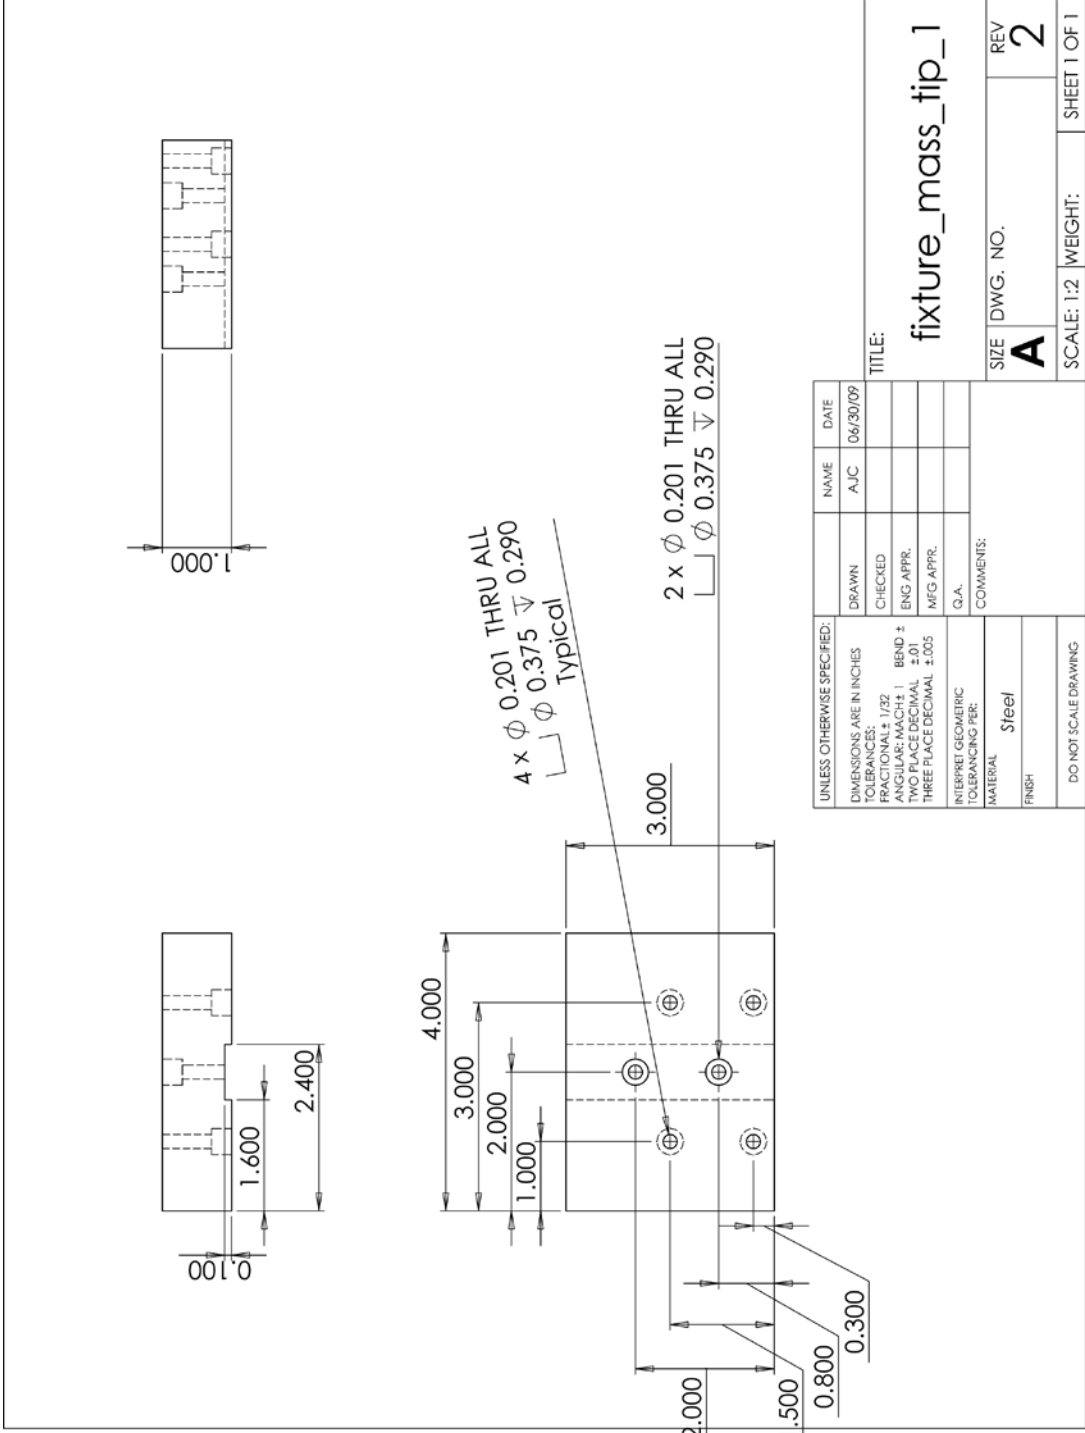 1.000
0.100
1.600
2.400
4 x Ø 0.201 THRU ALL
⌴ Ø 0.375 ↧ 0.290
Typical
2 x Ø 0.201 THRU ALL
⌴ Ø 0.375 ↧ 0.290
4.000
3.000
2.000
1.000
3.000
2.000
.500
0.800
0.300
UNLESS OTHERWISE SPECIFIED:
DIMENSIONS ARE IN INCHES
TOLERANCES:
FRACTIONAL ± 1/32
ANGULAR: MACH ± 1 BEND ±
TWO PLACE DECIMAL ±.01
THREE PLACE DECIMAL ±.005
INTERPRET GEOMETRIC
TOLERANCING PER:
MATERIAL
Steel
FINISH
DO NOT SCALE DRAWING
NAME DATE
DRAWN AJC 06/30/09
CHECKED
ENG APPR.
MFG APPR.
Q.A.
COMMENTS:
TITLE:
fixture_mass_tip_1
SIZE DWG. NO. REV
A 2
SCALE: 1:2 WEIGHT: SHEET 1 OF 1